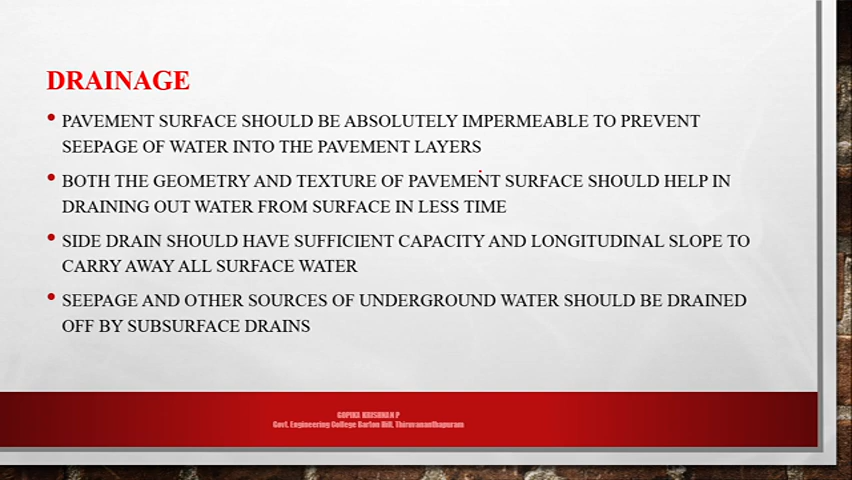 DRAINAGE
• PAVEMENT SURFACE SHOULD BE ABSOLUTELY IMPERMEABLE TO PREVENT
SEEPAGE OF WATER INTO THE PAVEMENT LAYERS
• BOTH THE GEOMETRY AND TEXTURE OF PAVEMENT SURFACE SHOULD HELP IN
DRAINING OUT WATER FROM SURFACE IN LESS TIME
• SIDE DRAIN SHOULD HAVE SUFFICIENT CAPACITY AND LONGITUDINAL SLOPE TO
CARRY AWAY ALL SURFACE WATER
• SEEPAGE AND OTHER SOURCES OF UNDERGROUND WATER SHOULD BE DRAINED
OFF BY SUBSURFACE DRAINS
GOPIKA KRISHNAN P
Govt. Engineering College Barton Hill, Thiruvananthapuram